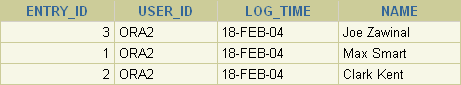 ENTRY_ID USER_ID LOG_TIME NAME
3 ORA2 18-FEB-04 Joe Zawinal
1 ORA2 18-FEB-04 Max Smart
2 ORA2 18-FEB-04 Clark Kent